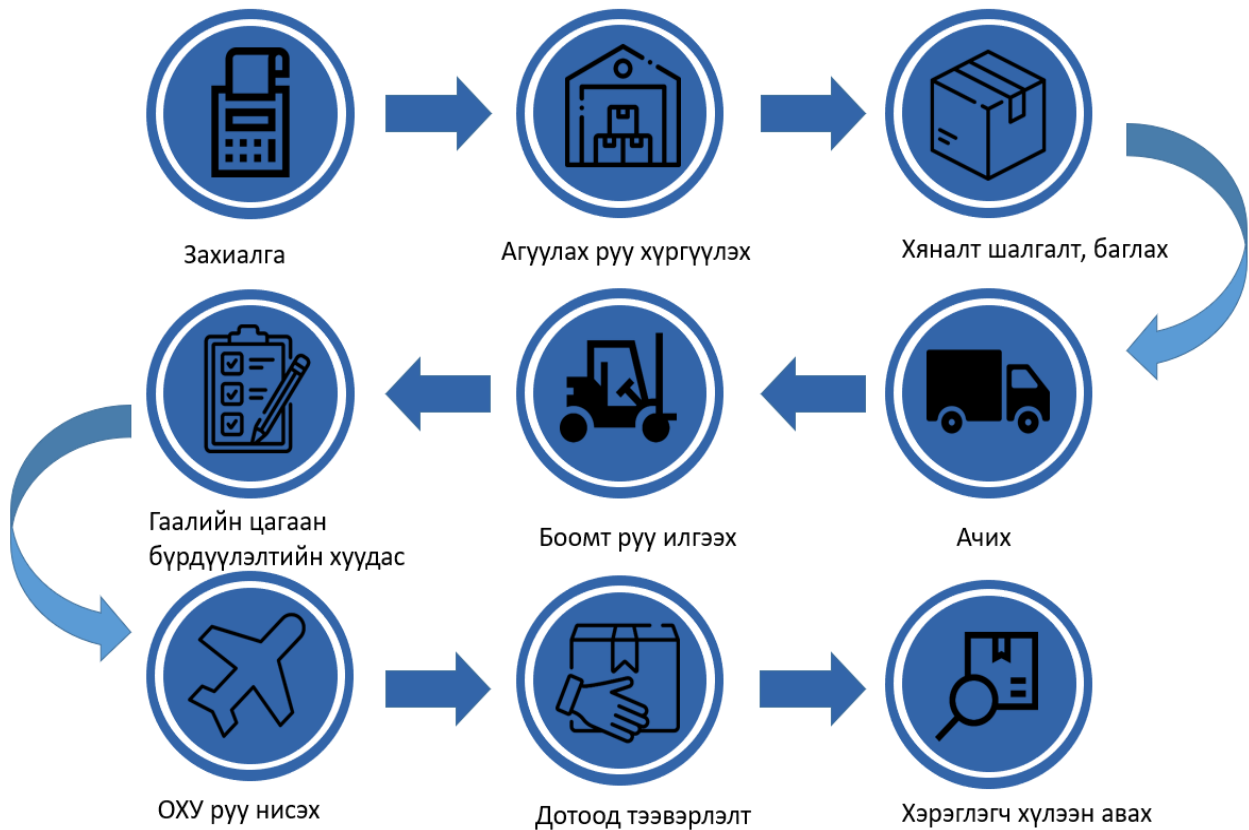 Захиалга
Агуулах руу хүргүүлэх
Хяналт шалгалт, баглах
Ачих
Боомт руу илгээх
Гаалийн цагаан
бүрдүүлэлтийн хуудас
ОХУ руу нисэх
Дотоод тээвэрлэлт
Хэрэглэгч хүлээн авах